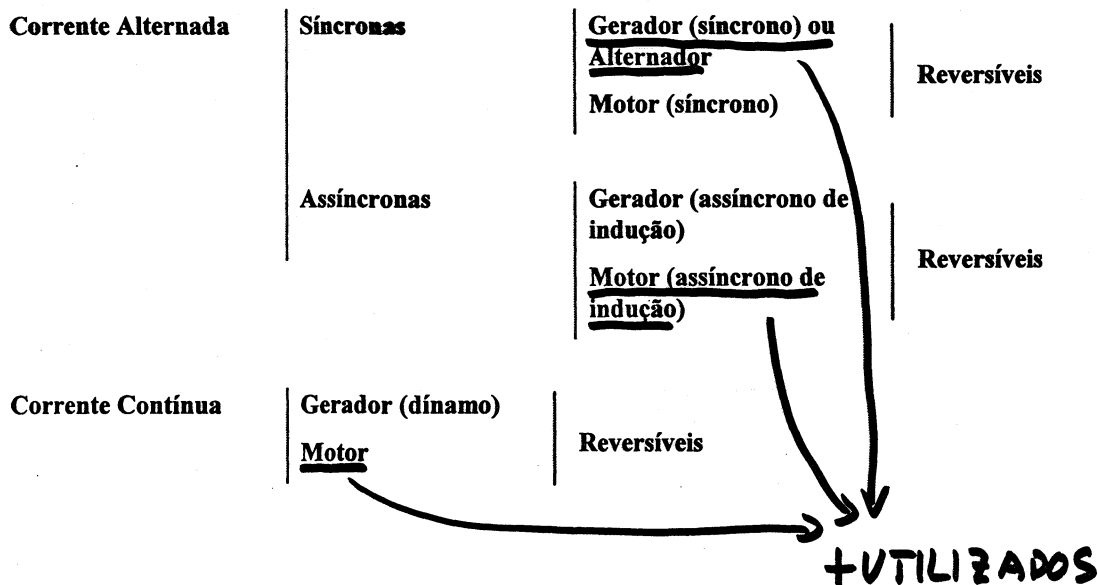 Corrente Alternada
Síncronas
Gerador (síncrono) ou
Alternador
Motor (síncrono)
Reversíveis
Assíncronas
Gerador (assíncrono de
indução)
Motor (assíncrono de
indução)
Reversíveis
Corrente Contínua
Gerador (dínamo)
Motor
Reversíveis
+UTILIZADOS